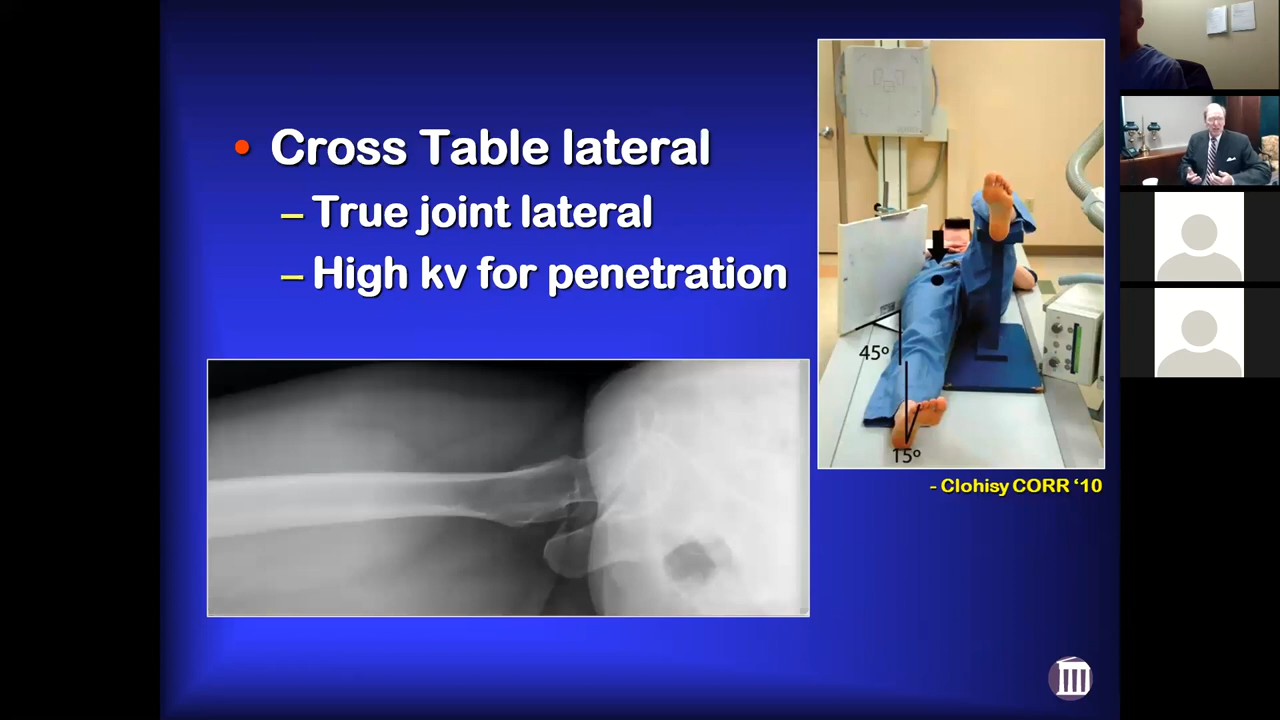 • Cross Table lateral
– True joint lateral
– High kv for penetration
45º
15º
- Clohisy CORR ‘10